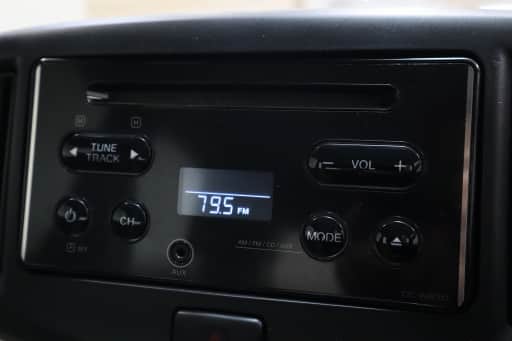 TUNE
TRACK
VOL
79.5 FM
CH
MODE
AM / FM / CD / AUX
AUX